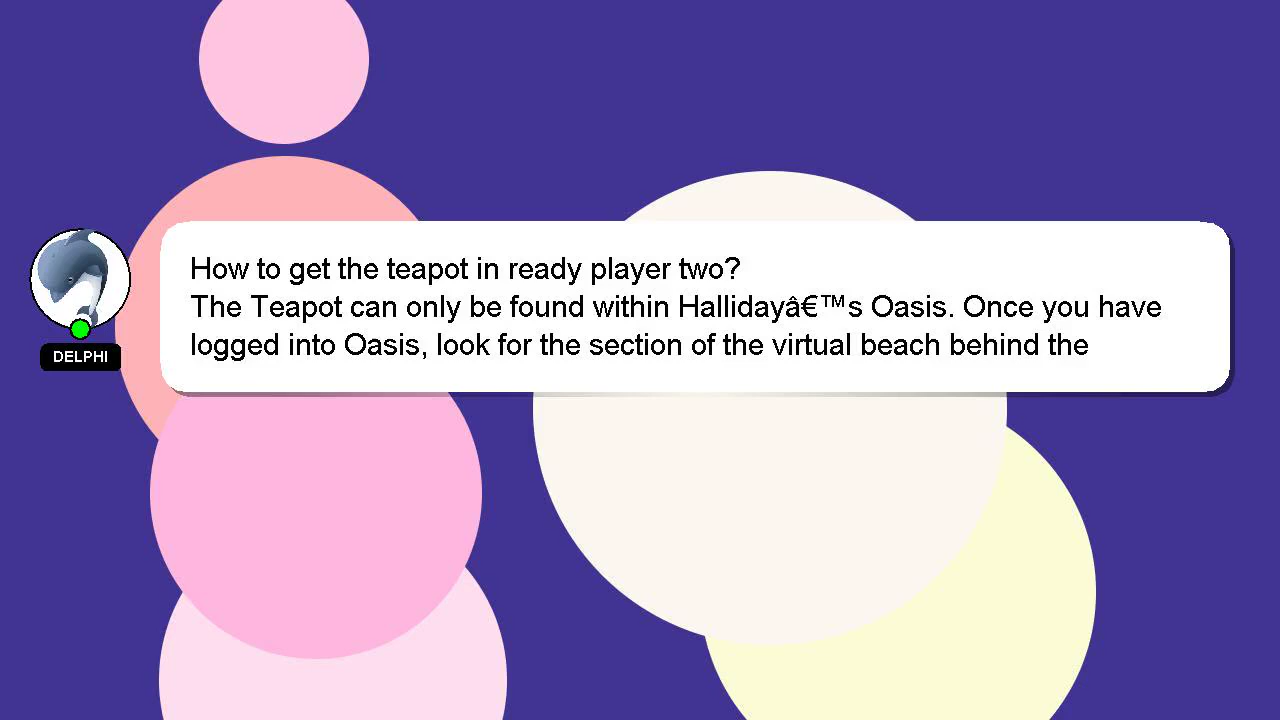 How to get the teapot in ready player two?
The Teapot can only be found within Hallidayâ€™s Oasis. Once you have
logged into Oasis, look for the section of the virtual beach behind the
DELPHI